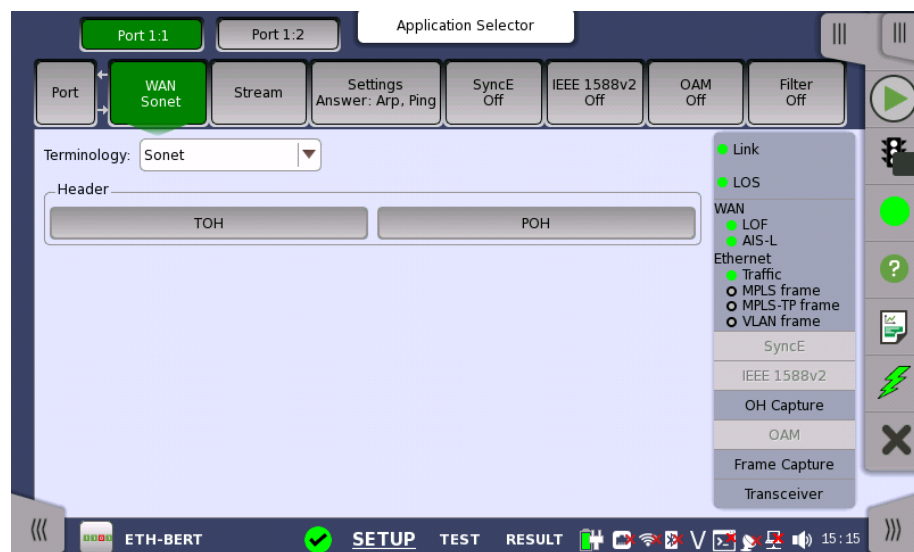 Application Selector
Port 1:1
Port 1:2
Port
WAN
Sonet
Stream
Settings
Answer: Arp, Ping
SyncE
Off
IEEE 1588v2
Off
OAM
Off
Filter
Off
Terminology: Sonet
Header
TOH
POH
Link
LOS
WAN
LOF
AIS-L
Ethernet
Traffic
MPLS frame
MPLS-TP frame
VLAN frame
SyncE
IEEE 1588v2
OH Capture
OAM
Frame Capture
Transceiver
ETH-BERT
SETUP
TEST
RESULT
V
15:15